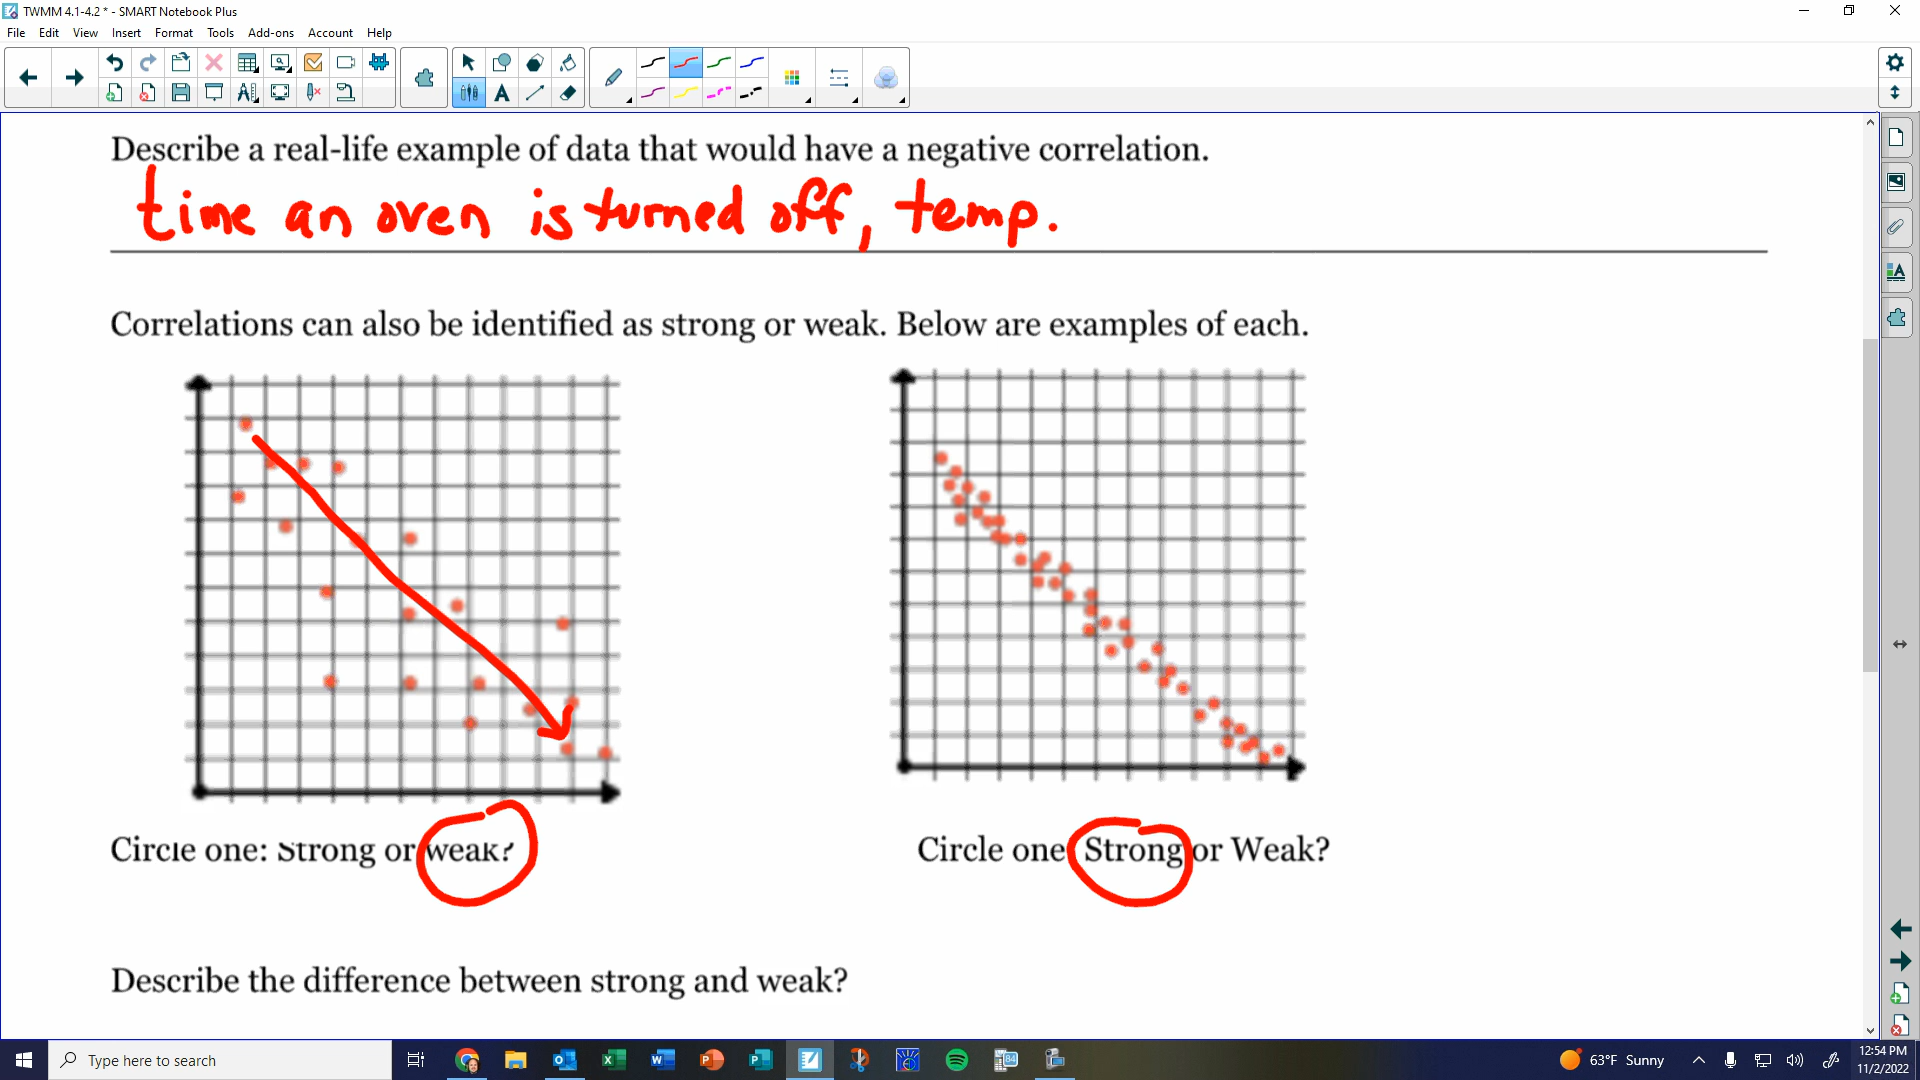 TWMM 4.1-4.2 * - SMART Notebook Plus
File Edit View Insert Format Tools Add-ons Account Help
Describe a real-life example of data that would have a negative correlation.
time an oven is turned off, temp.
Correlations can also be identified as strong or weak. Below are examples of each.
Circle one: Strong or weak?
Circle one Strong or Weak?
Describe the difference between strong and weak?
Type here to search
84
63°F Sunny
12:54 PM
11/2/2022